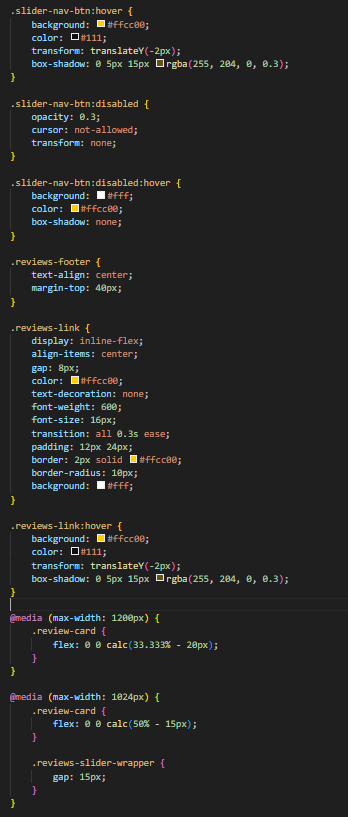 .slider-nav-btn:hover {
    background: #ffcc00;
    color: #111;
    transform: translateY(-2px);
    box-shadow: 0 5px 15px rgba(255, 204, 0, 0.3);
}

.slider-nav-btn:disabled {
    opacity: 0.3;
    cursor: not-allowed;
    transform: none;
}

.slider-nav-btn:disabled:hover {
    background: #fff;
    color: #ffcc00;
    box-shadow: none;
}

.reviews-footer {
    text-align: center;
    margin-top: 40px;
}

.reviews-link {
    display: inline-flex;
    align-items: center;
    gap: 8px;
    color: #ffcc00;
    text-decoration: none;
    font-weight: 600;
    font-size: 16px;
    transition: all 0.3s ease;
    padding: 12px 24px;
    border: 2px solid #ffcc00;
    border-radius: 10px;
    background: #fff;
}

.reviews-link:hover {
    background: #ffcc00;
    color: #111;
    transform: translateY(-2px);
    box-shadow: 0 5px 15px rgba(255, 204, 0, 0.3);
}

@media (max-width: 1200px) {
    .review-card {
        flex: 0 0 calc(33.333% - 20px);
    }
}

@media (max-width: 1024px) {
    .review-card {
        flex: 0 0 calc(50% - 15px);
    }

    .reviews-slider-wrapper {
        gap: 15px;
    }
}